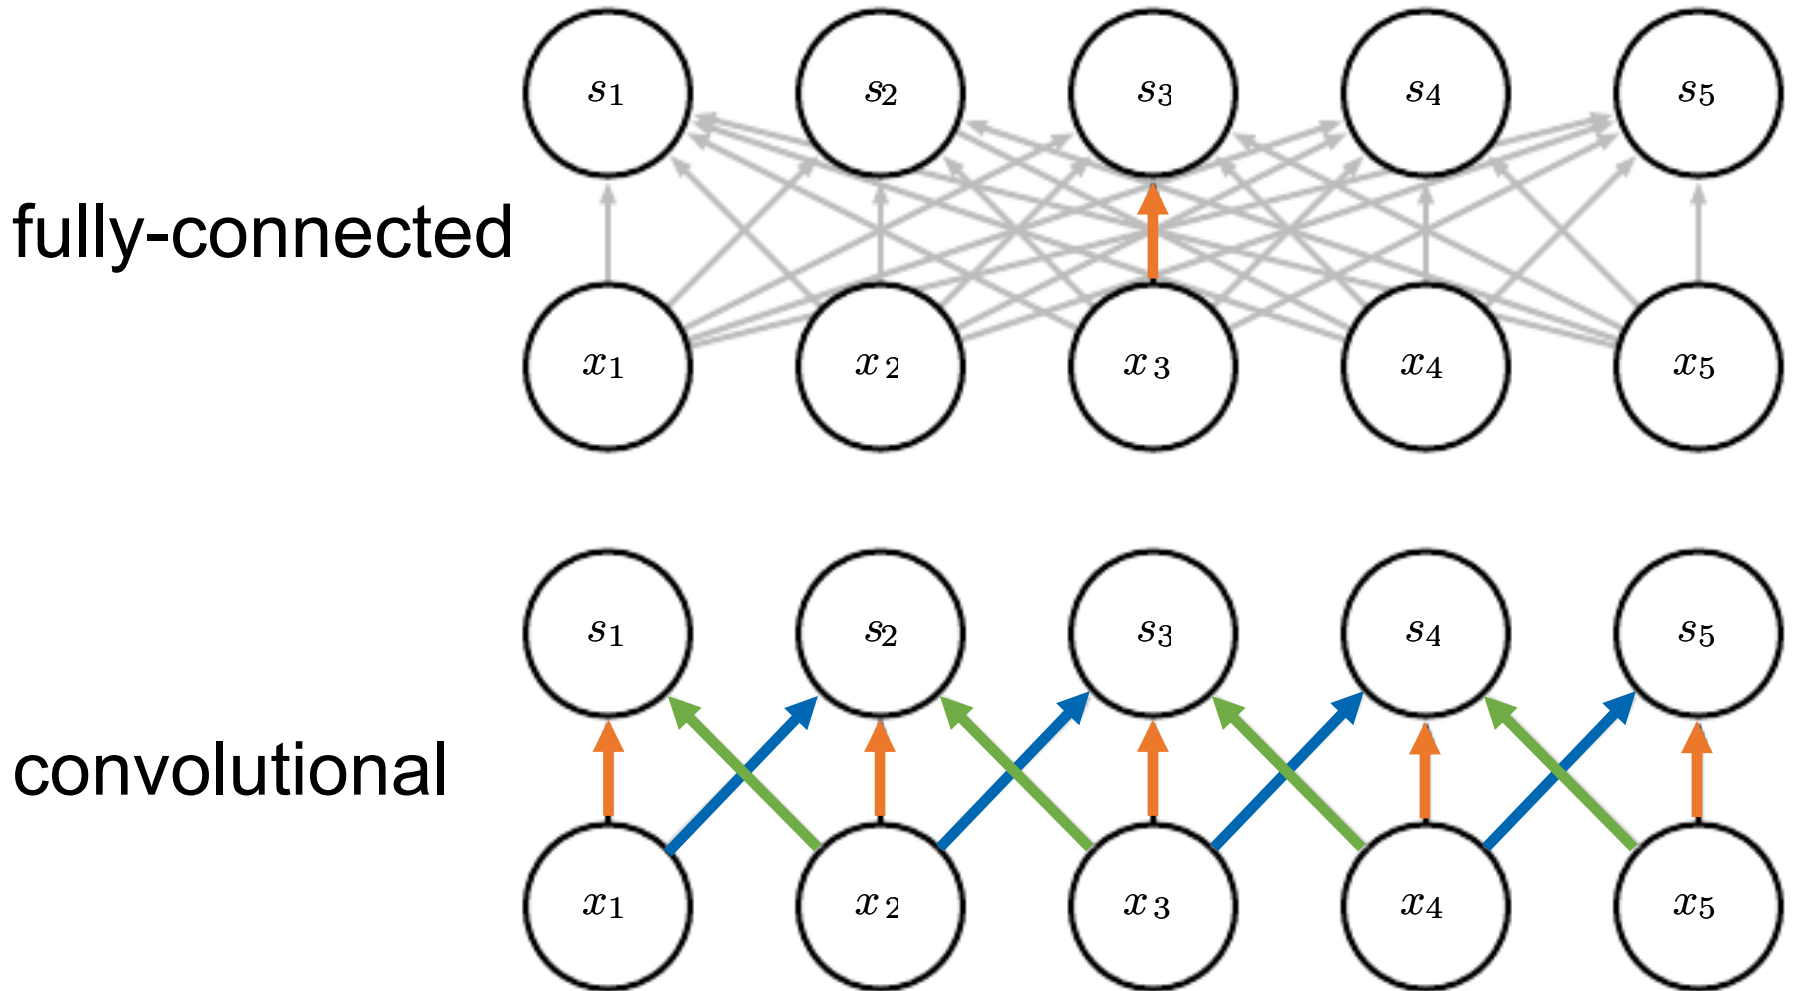 s1 s2 s3 s4 s5
fully-connected
x1 x2 x3 x4 x5
s1 s2 s3 s4 s5
convolutional
x1 x2 x3 x4 x5